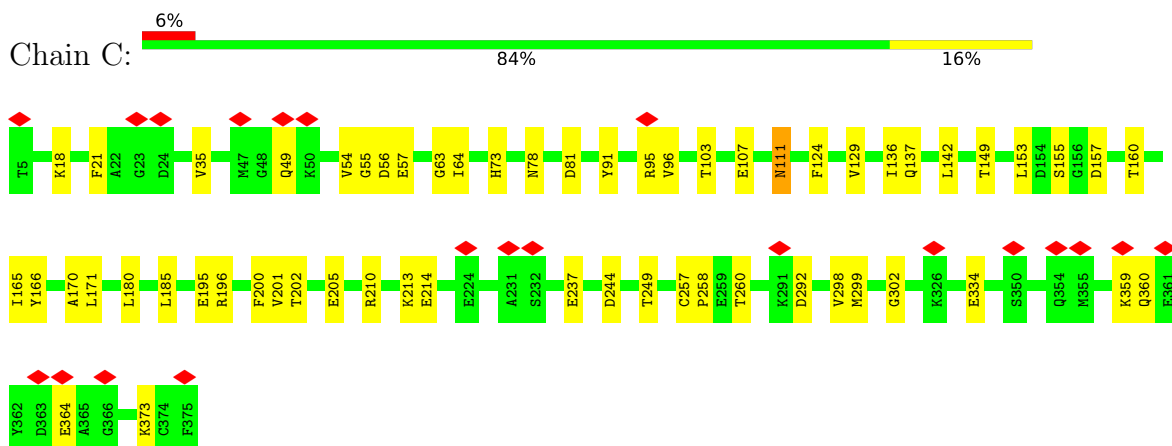 6%
Chain C:
84% 16%
T5 K18 F21 A22 G23 D24 V35 M47 G48 Q49 K50 V54 G55 D56 E57 G63 I64 H73 N78 D81 Y91 R95 V96 T103 E107 N111 F124 V129 I136 Q137 L142 T149 L153 D154 S155 G156 D157 T160
I165 Y166 A170 L171 L180 L185 E195 R196 F200 V201 T202 E205 R210 K213 E214 E224 A231 S232 E237 D244 T249 C257 P258 E259 T260 K291 D292 V298 M299 G302 K326 E334 S350 Q354 M355 K359 Q360 E361
Y362 D363 E364 A365 G366 K373 C374 F375